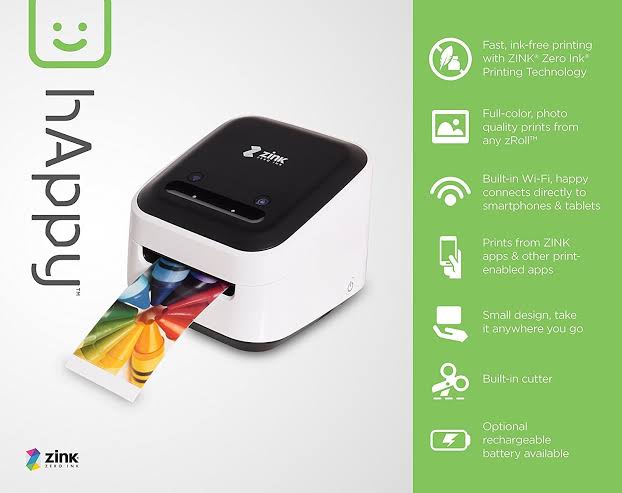 hAppy™
zink
ZERO INK
Fast, ink-free printing
with ZINK® Zero Ink®
Printing Technology
Full-color, photo
quality prints from
any zRoll™
Built-in Wi-Fi, happy
connects directly to
smartphones & tablets
Prints from ZINK
apps & other print-
enabled apps
Small design, take
it anywhere you go
Built-in cutter
Optional
rechargeable
battery available
zink
ZERO INK